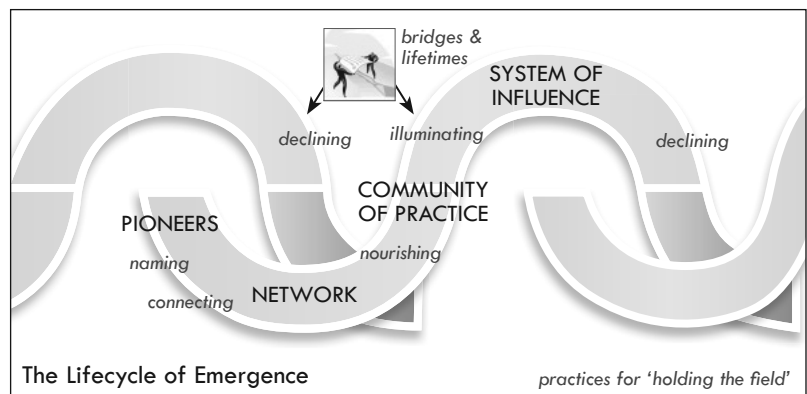 bridges &
lifetimes
SYSTEM OF
INFLUENCE
declining
illuminating
declining
COMMUNITY
OF PRACTICE
PIONEERS
nourishing
naming
connecting
NETWORK
The Lifecycle of Emergence
practices for ‘holding the field’